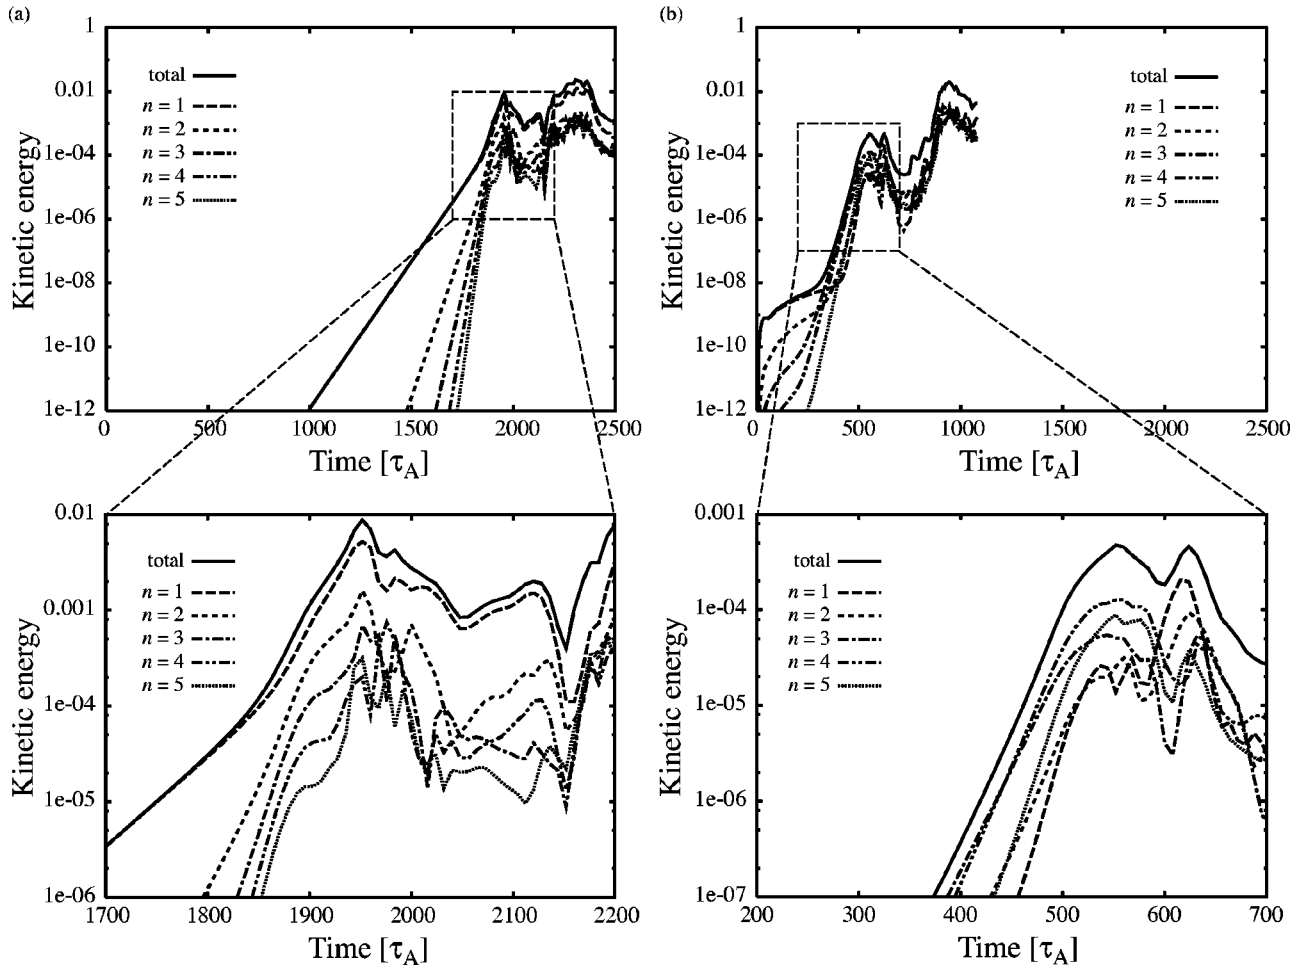 (a)
1
0.01
1e-04
1e-06
1e-08
1e-10
1e-12
Kinetic energy
total
n = 1
n = 2
n = 3
n = 4
n = 5
0 500 1000 1500 2000 2500
Time [τA]
(b)
1
0.01
1e-04
1e-06
1e-08
1e-10
1e-12
Kinetic energy
total
n = 1
n = 2
n = 3
n = 4
n = 5
0 500 1000 1500 2000 2500
Time [τA]
0.01
0.001
1e-04
1e-05
1e-06
Kinetic energy
total
n = 1
n = 2
n = 3
n = 4
n = 5
1700 1800 1900 2000 2100 2200
Time [τA]
0.001
1e-04
1e-05
1e-06
1e-07
Kinetic energy
total
n = 1
n = 2
n = 3
n = 4
n = 5
200 300 400 500 600 700
Time [τA]